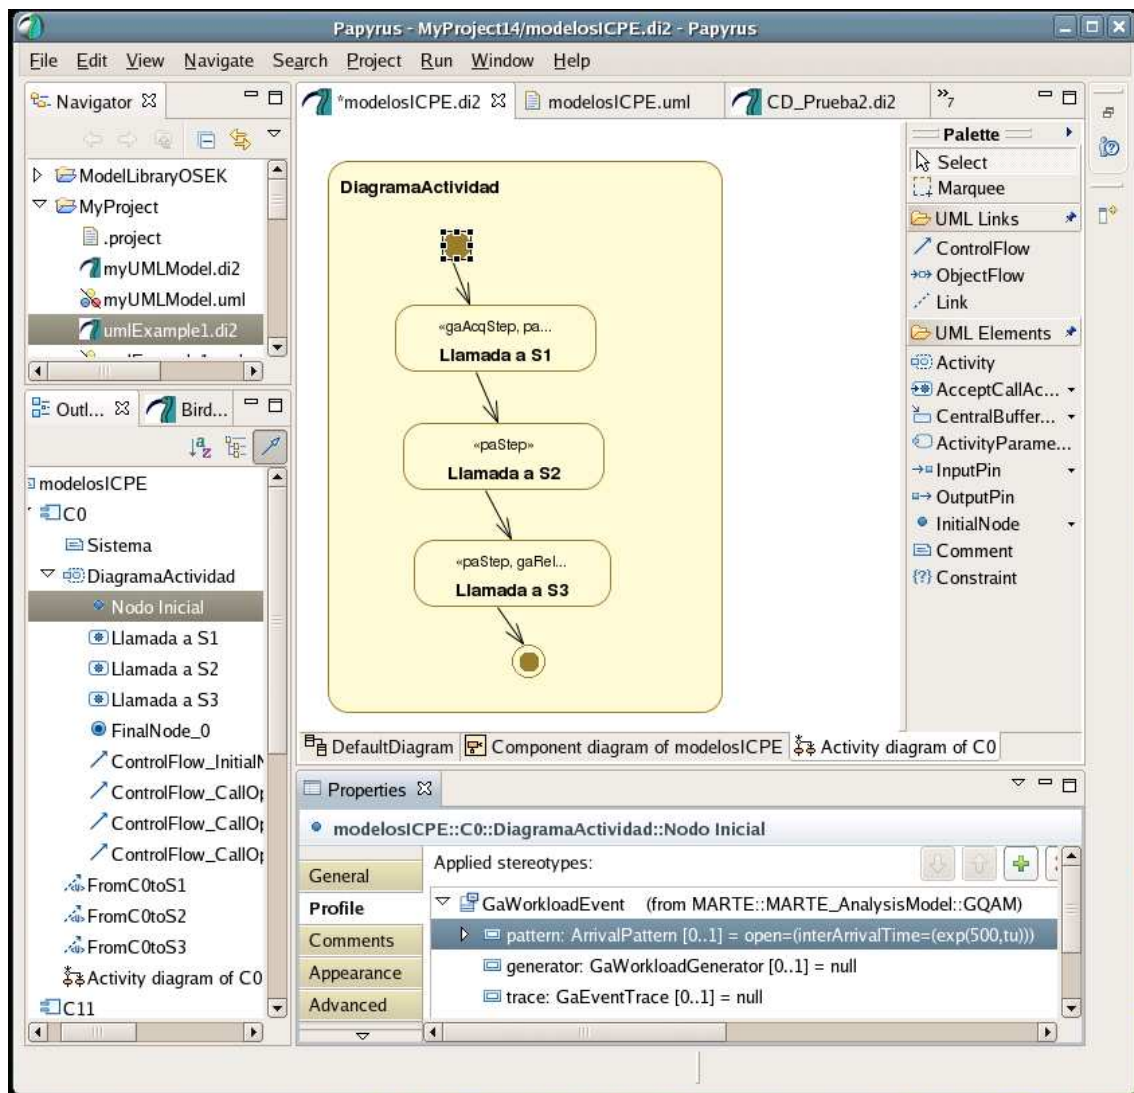 Papyrus - MyProject14/modelosICPE.di2 - Papyrus
File Edit View Navigate Search Project Run Window Help
Navigator
ModelLibraryOSEK
MyProject
.project
myUMLModel.di2
myUMLModel.uml
umlExample1.di2
Outl... Bird...
modelosICPE
C0
Sistema
DiagramaActividad
Nodo Inicial
Llamada a S1
Llamada a S2
Llamada a S3
FinalNode_0
ControlFlow_InitialN
ControlFlow_CallOp
ControlFlow_CallOp
ControlFlow_CallOp
FromC0toS1
FromC0toS2
FromC0toS3
Activity diagram of C0
C11
*modelosICPE.di2 modelosICPE.uml CD_Prueba2.di2 »7
DiagramaActividad
«gaAcqStep, pa...
Llamada a S1
«paStep»
Llamada a S2
«paStep, gaRel...
Llamada a S3
Palette
Select
Marquee
UML Links
ControlFlow
ObjectFlow
Link
UML Elements
Activity
AcceptCallAc...
CentralBuffer...
ActivityParame...
InputPin
OutputPin
InitialNode
Comment
{?} Constraint
DefaultDiagram Component diagram of modelosICPE Activity diagram of C0
Properties
modelosICPE::C0::DiagramaActividad::Nodo Inicial
General
Profile
Comments
Appearance
Advanced
Applied stereotypes:
GaWorkloadEvent (from MARTE::MARTE_AnalysisModel::GQAM)
pattern: ArrivalPattern [0..1] = open=(interArrivalTime=(exp(500,tu)))
generator: GaWorkloadGenerator [0..1] = null
trace: GaEventTrace [0..1] = null